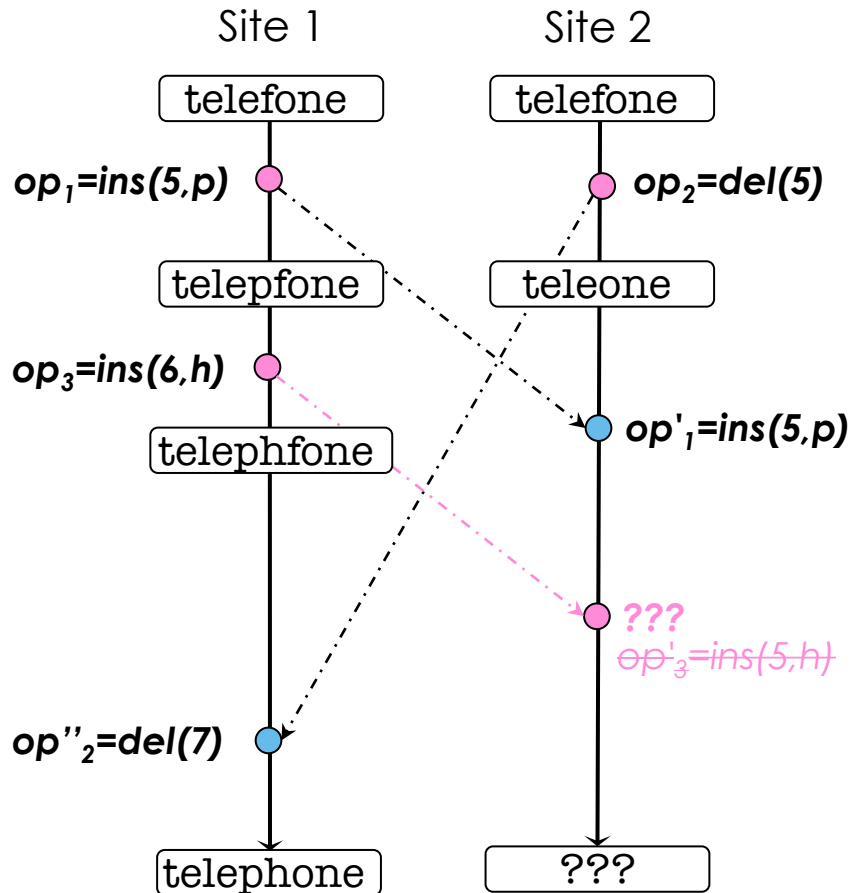 Site 1 Site 2
telefone telefone
op₁=ins(5,p) op₂=del(5)
telepfone teleone
op₃=ins(6,h)
op'₁=ins(5,p)
telephfone
???
op'₃=ins(5,h)
op’’₂=del(7)
telephone ???